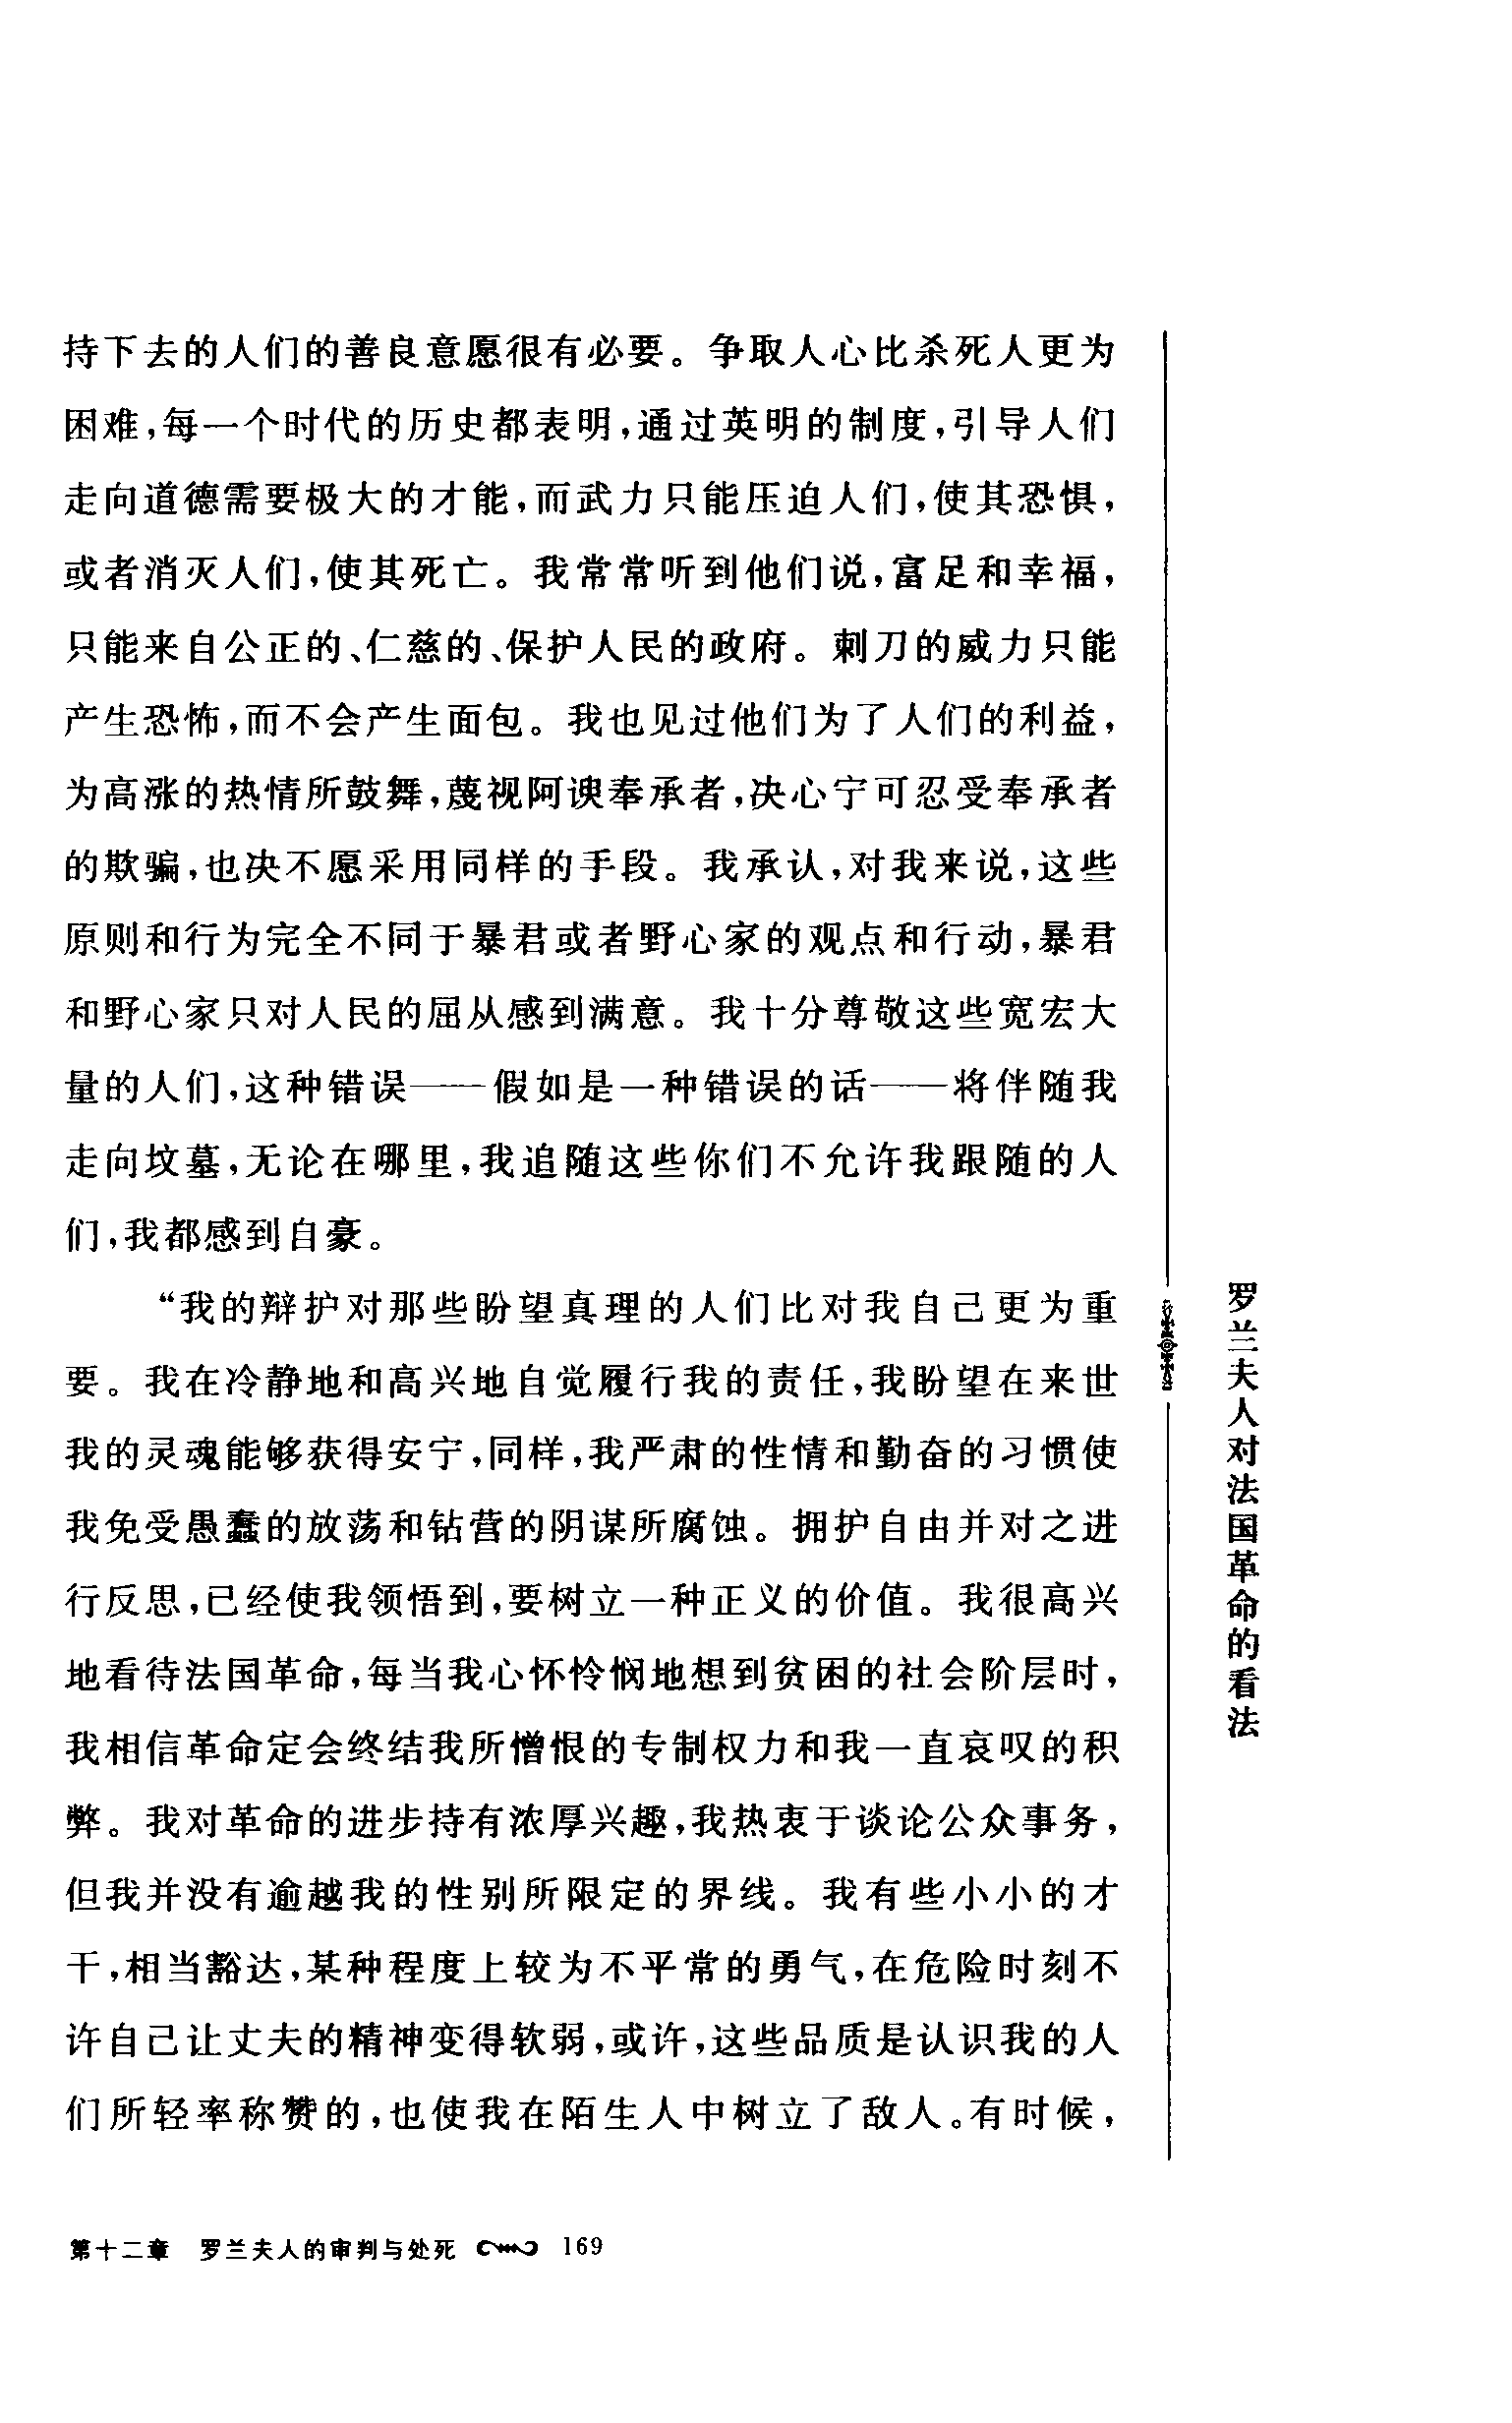 持下去的人们的善良意愿很有必要。争取人心比杀死人更为
困难,每一个时代的历史都表明,通过英明的制度,引导人们
走向道德需要极大的才能,而武力只能压迫人们,使其恐惧,
或者消灭人们,使其死亡。我常常听到他们说,富足和幸福,
只能来自公正的、仁慈的、保护人民的政府。刺刀的威力只能
产生恐怖,而不会产生面包。我也见过他们为了人们的利益,
为高涨的热情所鼓舞,蔑视阿谀奉承者,决心宁可忍受奉承者
的欺骗,也决不愿采用同样的手段。我承认,对我来说,这些
原则和行为完全不同于暴君或者野心家的观点和行动,暴君
和野心家只对人民的屈从感到满意。我十分尊敬这些宽宏大
量的人们,这种错误——假如是一种错误的话——将伴随我
走向坟墓,无论在哪里,我追随这些你们不允许我跟随的人
们,我都感到自豪。
“我的辩护对那些盼望真理的人们比对我自己更为重
要。我在冷静地和高兴地自觉履行我的责任,我盼望在来世
我的灵魂能够获得安宁,同样,我严肃的性情和勤奋的习惯使
我免受愚蠢的放荡和钻营的阴谋所腐蚀。拥护自由并对之进
行反思,已经使我领悟到,要树立一种正义的价值。我很高兴
地看待法国革命,每当我心怀怜悯地想到贫困的社会阶层时,
我相信革命定会终结我所憎恨的专制权力和我一直哀叹的积
弊。我对革命的进步持有浓厚兴趣,我热衷于谈论公众事务,
但我并没有逾越我的性别所限定的界线。我有些小小的才
干,相当豁达,某种程度上较为不平常的勇气,在危险时刻不
许自己让丈夫的精神变得软弱,或许,这些品质是认识我的人
们所轻率称赞的,也使我在陌生人中树立了敌人。有时候,
罗兰夫人对法国革命的看法
第十二章 罗兰夫人的审判与处死 169